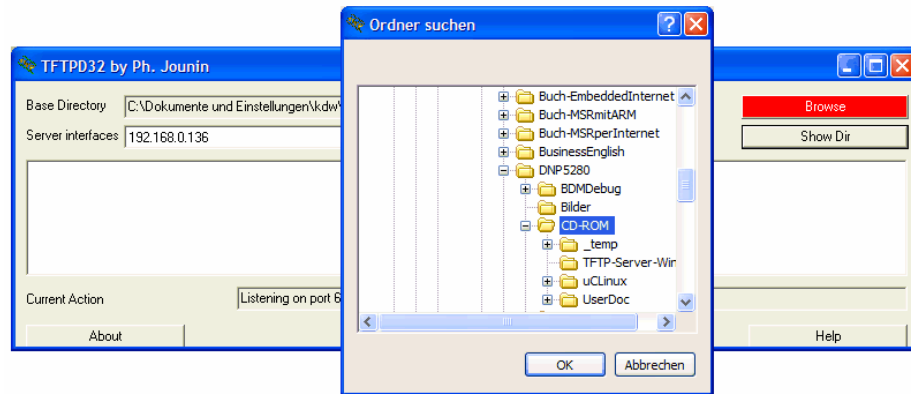 Ordner suchen
TFTPD32 by Ph. Jounin
Base Directory C:\Dokumente und Einstellungen\kdw\
Browse
Server interfaces 192.168.0.136
Show Dir
Buch-EmbeddedInternet
Buch-MSRmitARM
Buch-MSRperInternet
BusinessEnglish
DNP5280
BDMDebug
Bilder
CD-ROM
_temp
TFTP-Server-Win
uCLinux
UserDoc
Current Action Listening on port 6
About
Help
OK Abbrechen